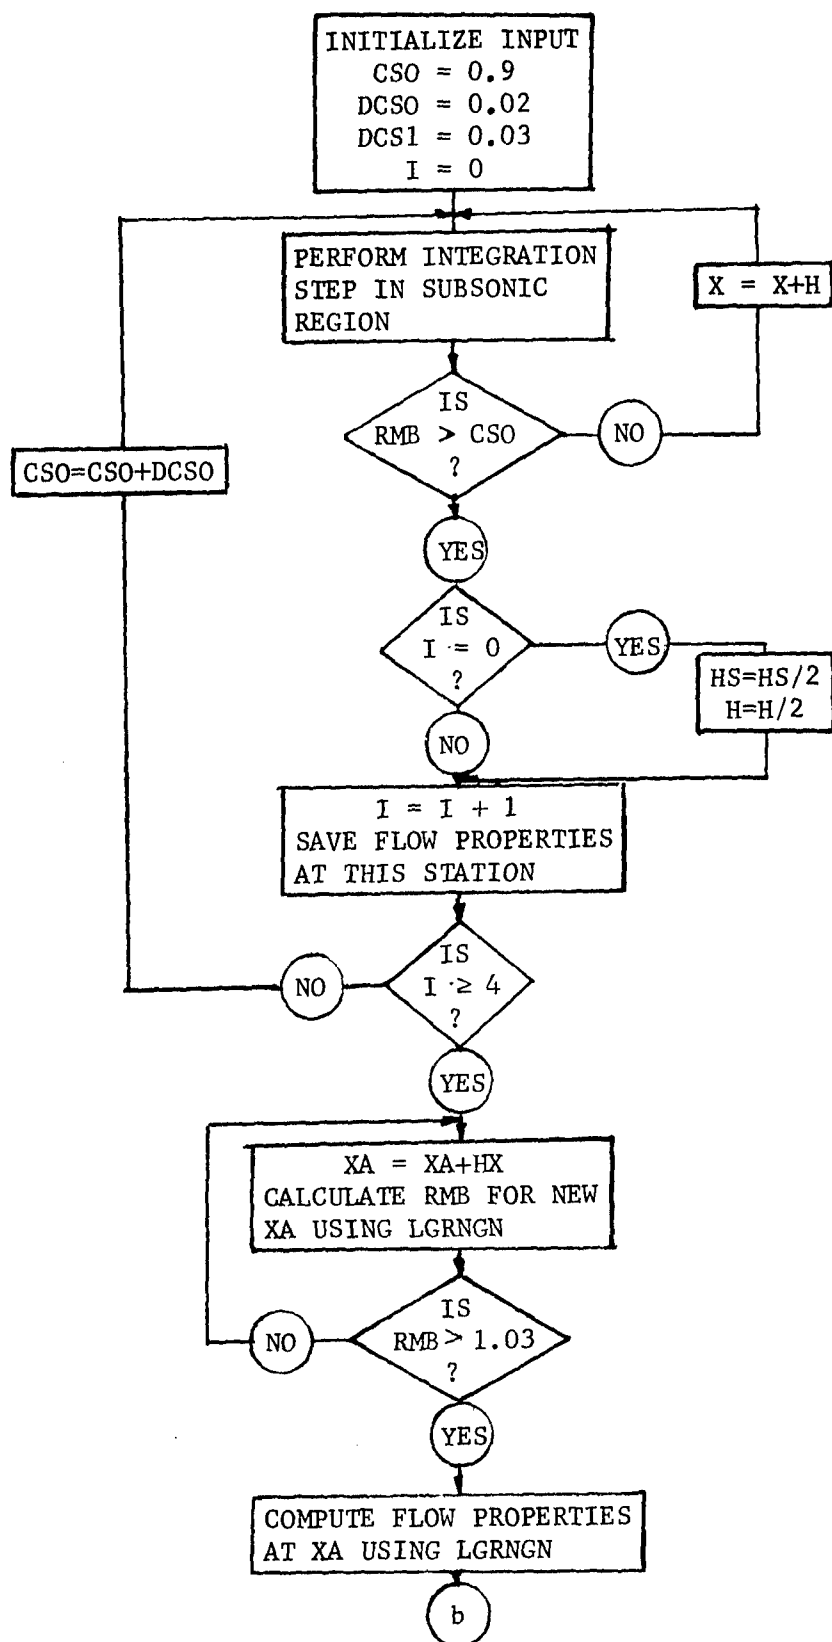 INITIALIZE INPUT
CSO = 0.9
DCSO = 0.02
DCS1 = 0.03
I = 0
PERFORM INTEGRATION
STEP IN SUBSONIC
REGION
X = X+H
IS
RMB > CSO
?
NO
CSO=CSO+DCSO
YES
IS
I = 0
?
YES
HS=HS/2
H=H/2
NO
I = I + 1
SAVE FLOW PROPERTIES
AT THIS STATION
IS
I ≥ 4
?
NO
YES
XA = XA+HX
CALCULATE RMB FOR NEW
XA USING LGRNGN
IS
RMB > 1.03
?
NO
YES
COMPUTE FLOW PROPERTIES
AT XA USING LGRNGN
b